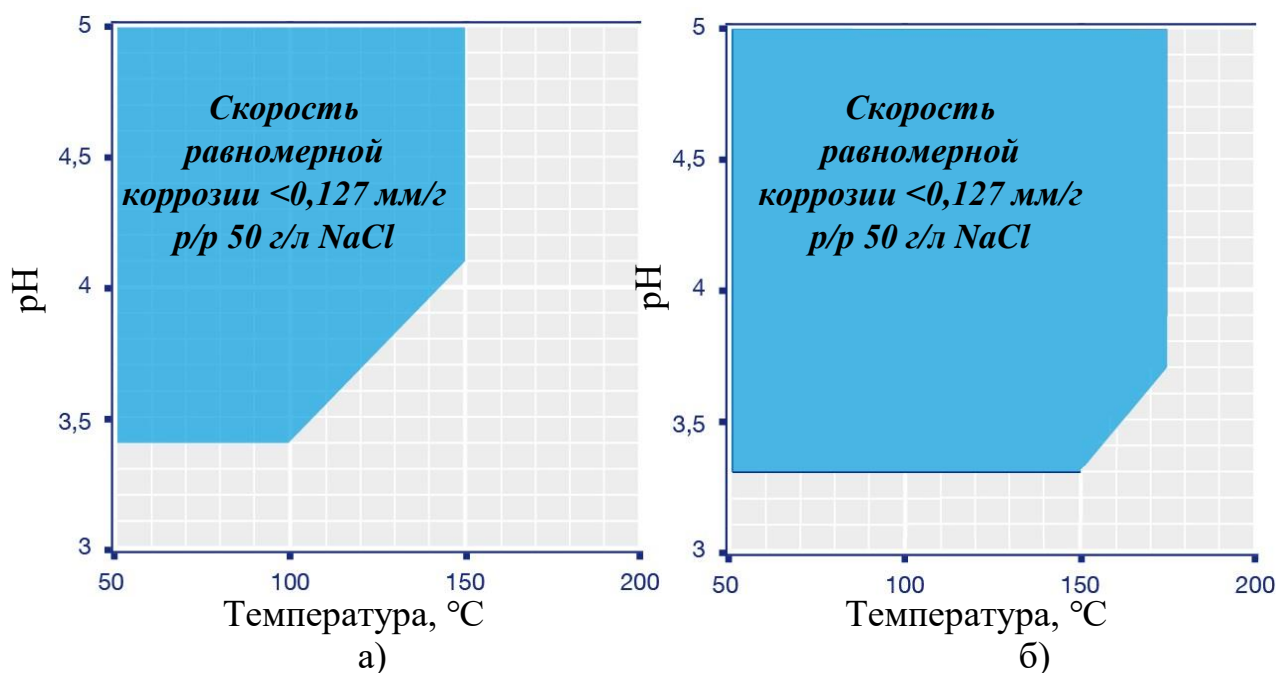 5
4,5
4
3,5
3
pH
Скорость
равномерной
коррозии <0,127 мм/г
р/р 50 г/л NaCl
50
100
150
200
Температура, °C
а)
5
4,5
4
3,5
3
pH
Скорость
равномерной
коррозии <0,127 мм/г
р/р 50 г/л NaCl
50
100
150
200
Температура, °C
б)